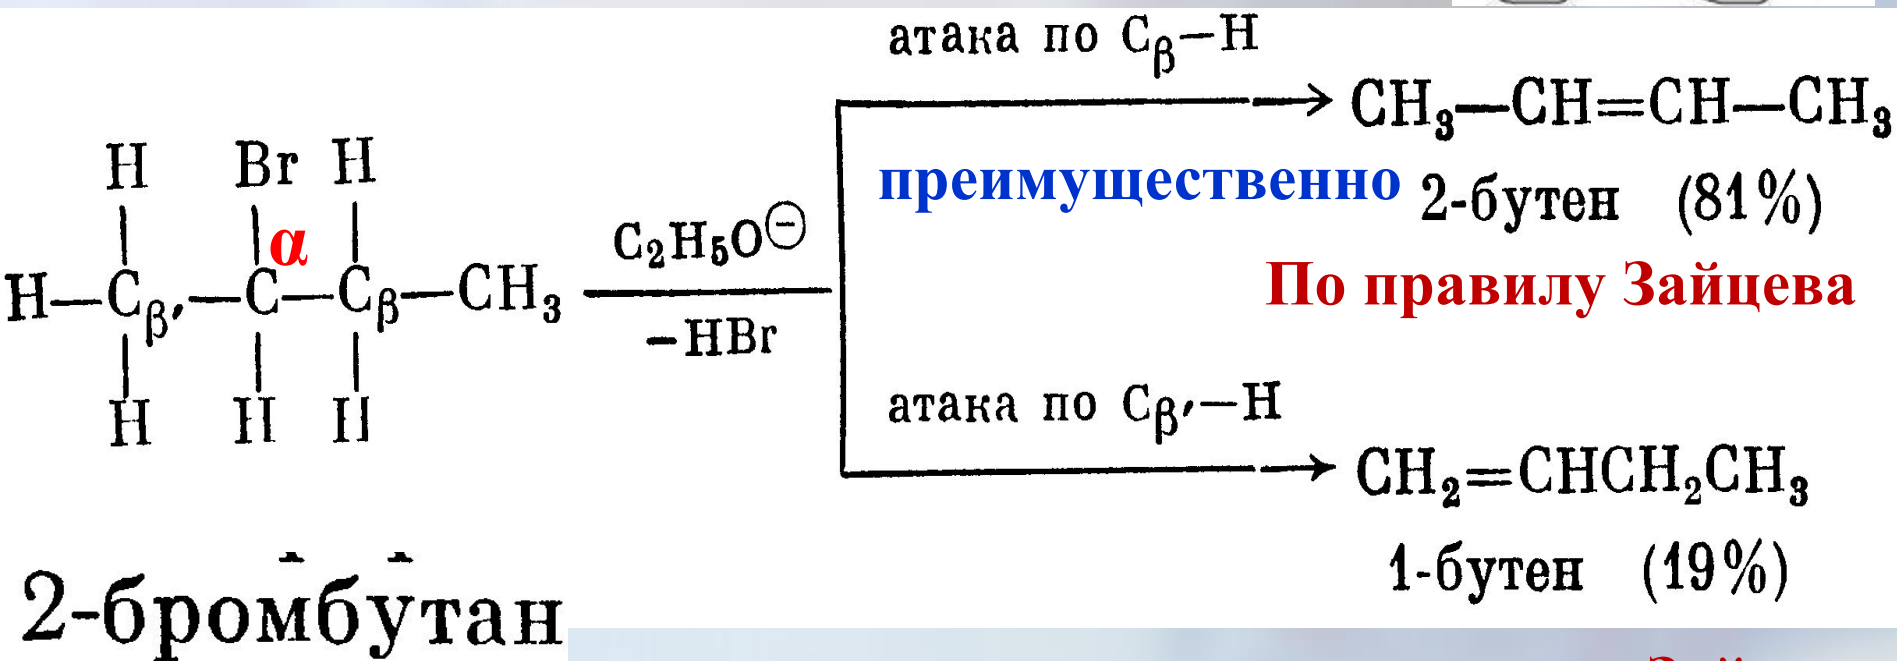 атака по Cβ—H
CH₃—CH=CH—CH₃
H Br H
преимущественно 2-бутен (81%)
α
C₂H₅O⊖
H—Cβ′—C—Cβ—CH₃
По правилу Зайцева
−HBr
H H H
атака по Cβ′—H
CH₂=CHCH₂CH₃
1-бутен (19%)
2-бромбутан